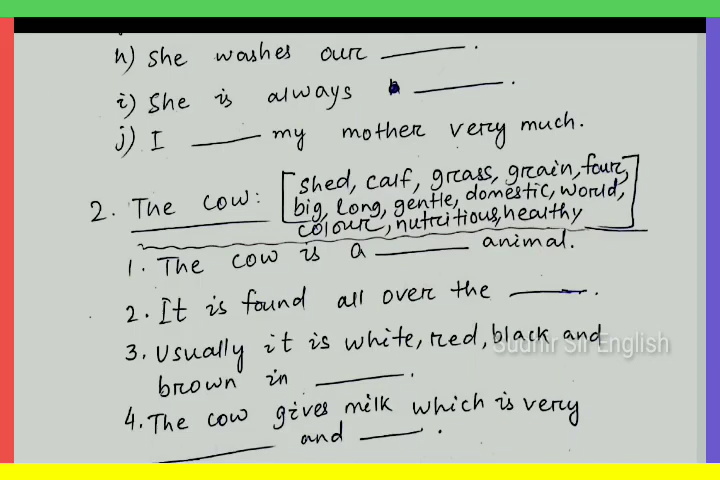 h) She washes our ______.
i) She is always ______.
j) I ______ my mother very much.
2. The cow: [shed, calf, grass, grain, four,
big, long, gentle, domestic, world,
colour, nutritious, healthy]
1. The cow is a ______ animal.
2. It is found all over the ______.
3. Usually it is white, red, black and
brown in ______.
Sudhir Sir English
4. The cow gives milk which is very
______ and ______.